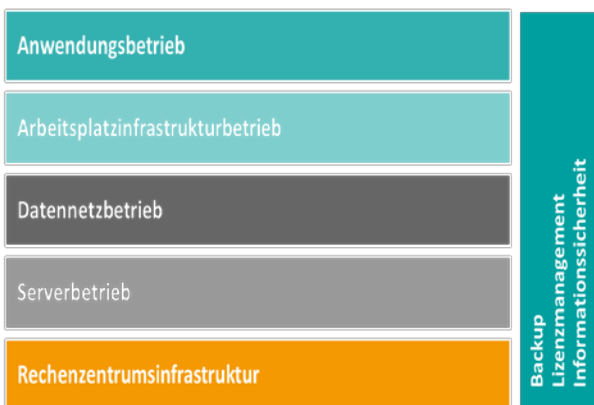 Anwendungsbetrieb
Arbeitsplatzinfrastrukturbetrieb
Datennetzbetrieb
Serverbetrieb
Rechenzentrumsinfrastruktur
Backup
Lizenzmanagement
Informationssicherheit